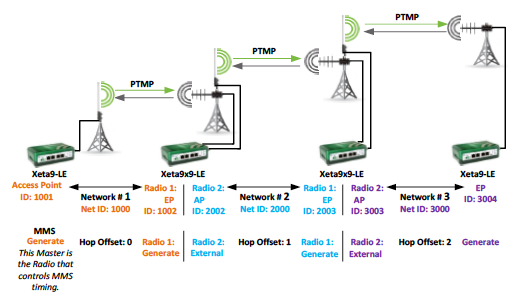 PTMP
PTMP
PTMP
Xeta9-LE
Xeta9x9-LE
Xeta9x9-LE
Xeta9-LE
Access Point
ID: 1001
Network # 1
Net ID: 1000
Radio 1:
EP
ID: 1002
Radio 2:
AP
ID: 2002
Network # 2
Net ID: 2000
Radio 1:
EP
ID: 2003
Radio 2:
AP
ID: 3003
Network # 3
Net ID: 3000
EP
ID: 3004
MMS
Generate
This Master is
the Radio that
controls MMS
timing.
Hop Offset: 0
Radio 1:
Generate
Radio 2:
External
Hop Offset: 1
Radio 1:
Generate
Radio 2:
External
Hop Offset: 2
Generate